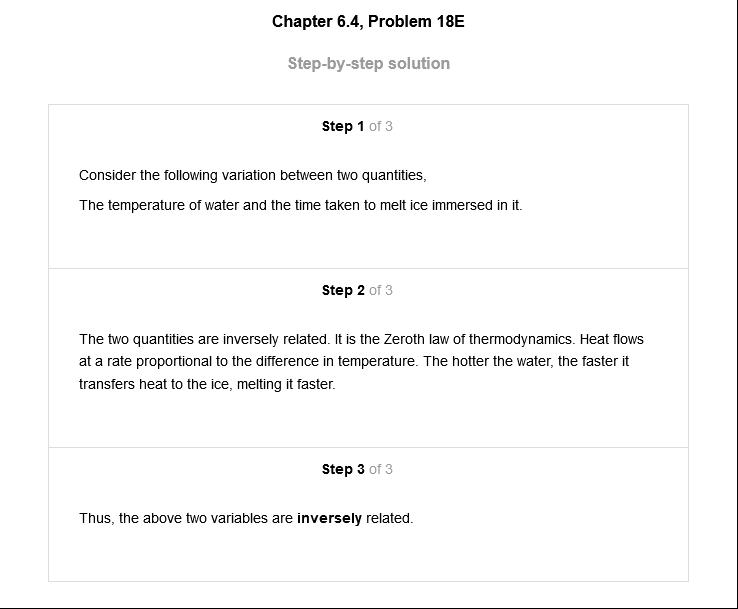 Chapter 6.4, Problem 18E
Step-by-step solution
Step 1 of 3
Consider the following variation between two quantities,
The temperature of water and the time taken to melt ice immersed in it.
Step 2 of 3
The two quantities are inversely related. It is the Zeroth law of thermodynamics. Heat flows
at a rate proportional to the difference in temperature. The hotter the water, the faster it
transfers heat to the ice, melting it faster.
Step 3 of 3
Thus, the above two variables are inversely related.